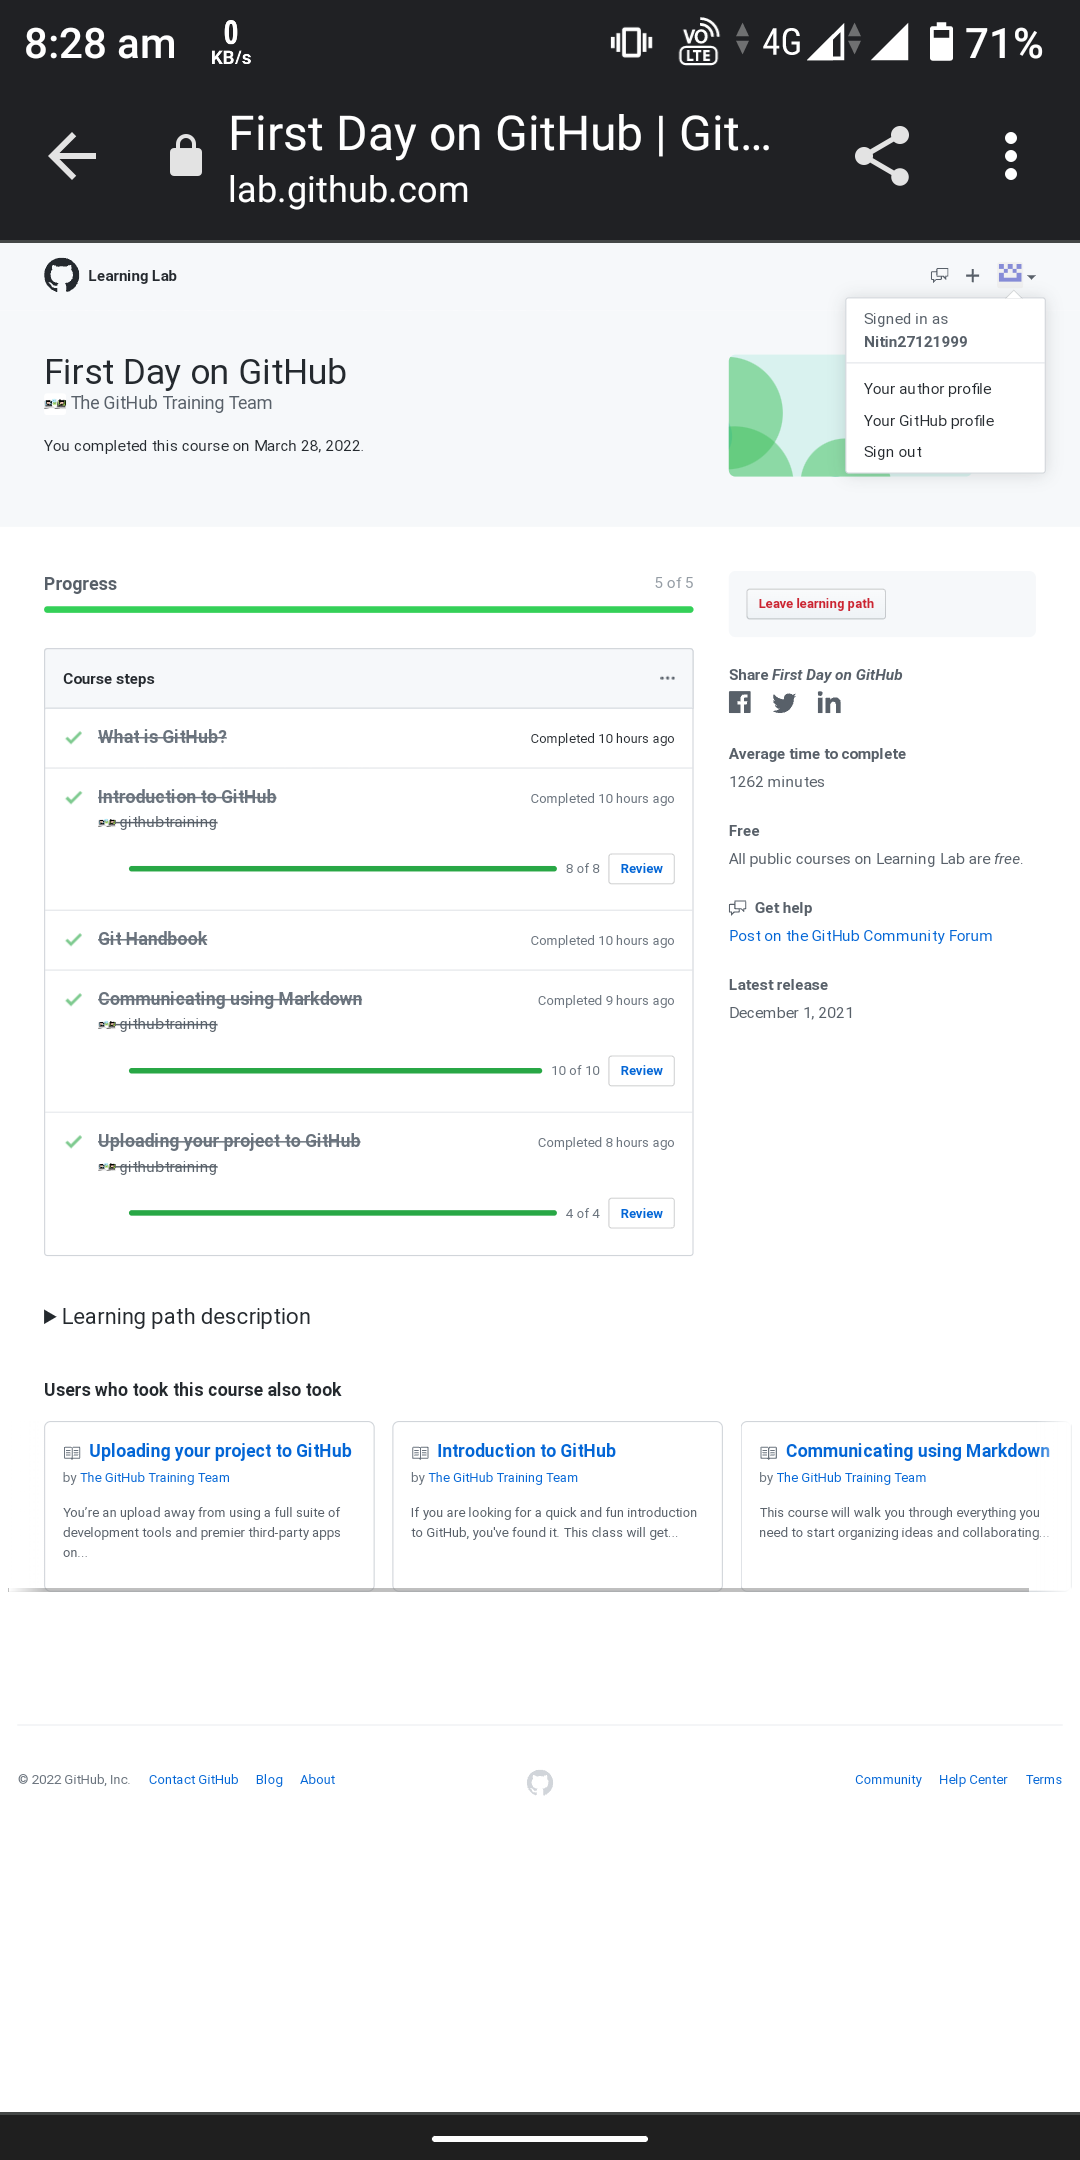 8:28 am
0
KB/s
VO
LTE
4G
71%
First Day on GitHub | Git...
lab.github.com
Learning Lab
Signed in as
Nitin27121999
Your author profile
Your GitHub profile
Sign out
First Day on GitHub
The GitHub Training Team
You completed this course on March 28, 2022.
Progress
5 of 5
Course steps
What is GitHub?
Completed 10 hours ago
Introduction to GitHub
Completed 10 hours ago
githubtraining
8 of 8
Review
Git Handbook
Completed 10 hours ago
Communicating using Markdown
Completed 9 hours ago
githubtraining
10 of 10
Review
Uploading your project to GitHub
Completed 8 hours ago
githubtraining
4 of 4
Review
Leave learning path
Share First Day on GitHub
Average time to complete
1262 minutes
Free
All public courses on Learning Lab are free.
Get help
Post on the GitHub Community Forum
Latest release
December 1, 2021
Learning path description
Users who took this course also took
Uploading your project to GitHub
by The GitHub Training Team
You're an upload away from using a full suite of
development tools and premier third-party apps
on...
Introduction to GitHub
by The GitHub Training Team
If you are looking for a quick and fun introduction
to GitHub, you've found it. This class will get...
Communicating using Markdown
by The GitHub Training Team
This course will walk you through everything you
need to start organizing ideas and collaborating...
© 2022 GitHub, Inc.
Contact GitHub
Blog
About
Community
Help Center
Terms